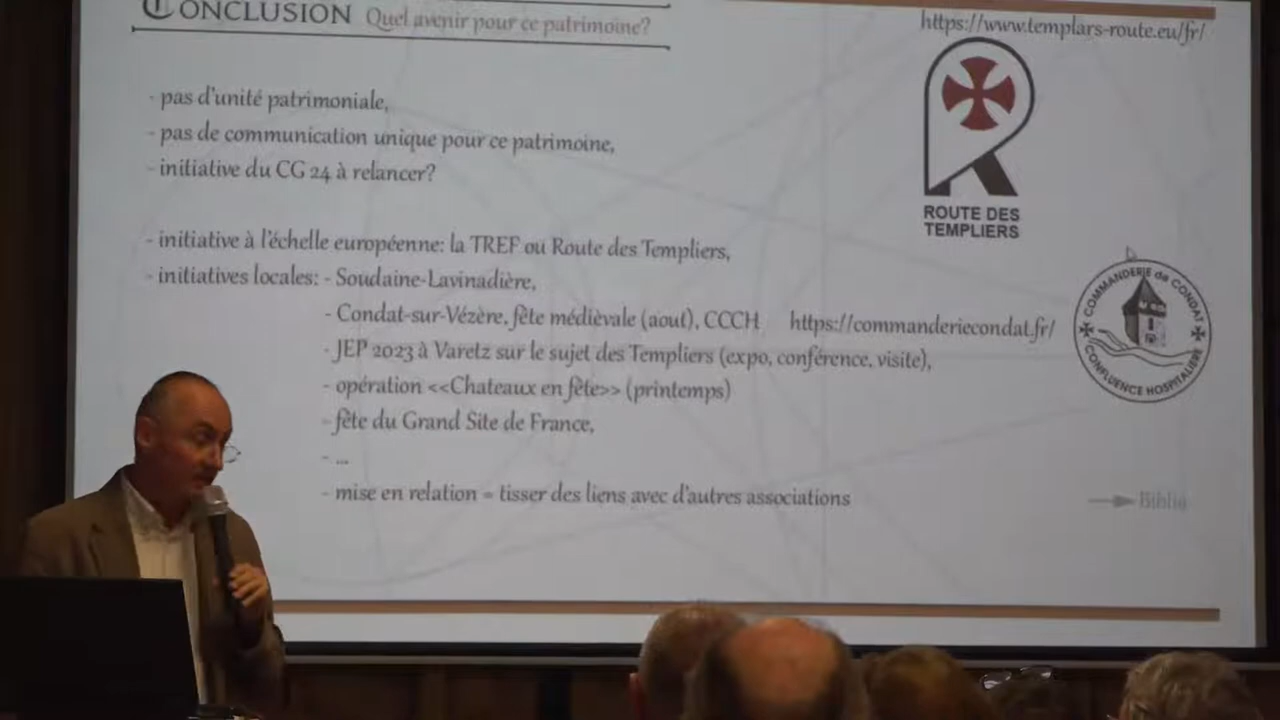 CONCLUSION Quel avenir pour ce patrimoine?
https://www.templars-route.eu/fr/
- pas d'unité patrimoniale,
- pas de communication unique pour ce patrimoine,
- initiative du CG 24 à relancer?
ROUTE DES
TEMPLIERS
- initiative à l'échelle européenne: la TREF ou Route des Templiers,
- initiatives locales: - Soudaine-Lavinadière,
- Condat-sur-Vézère, fête médièvale (aout), CCCH https://commanderiecondat.fr/
COMMANDERIE de CONDAT
CONFLUENCE HOSPITALIERE
- JEP 2023 à Varetz sur le sujet des Templiers (expo, conférence, visite),
- opération <<Chateaux en fête>> (printemps)
- fête du Grand Site de France,
- ...
- mise en relation = tisser des liens avec d'autres associations
Biblio